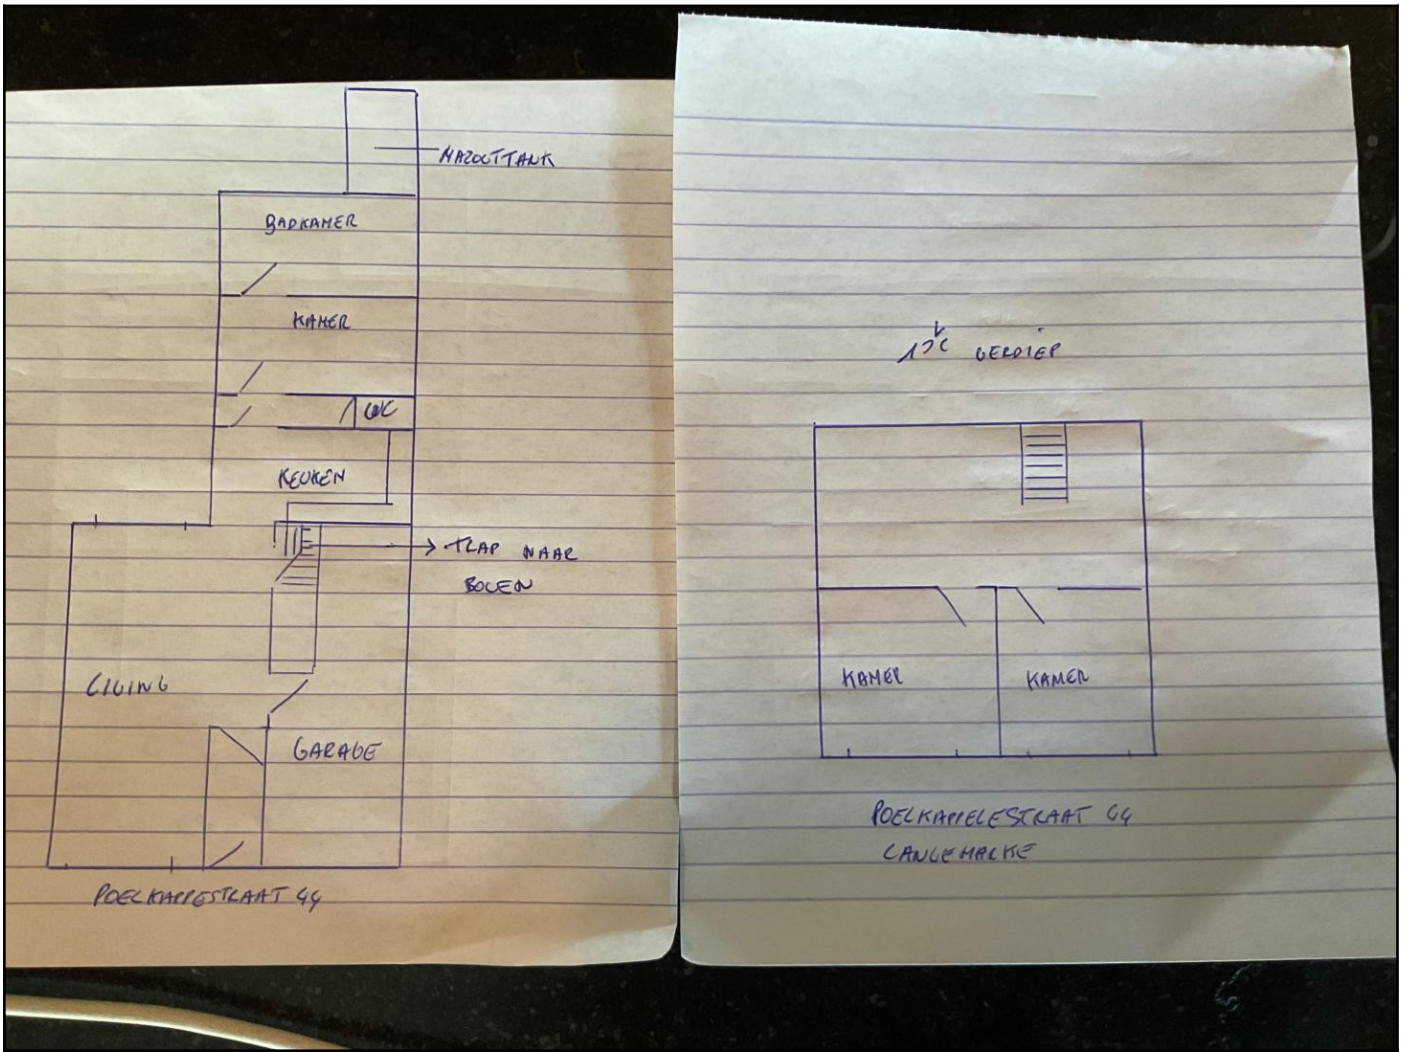 MAZOUTTANK
BADKAMER
KAMER
WC
KEUKEN
TRAP NAAR
BOVEN
LIVING
GARAGE
POELKAPPESTRAAT 44
1STE VERDIEP
KAMER
KAMER
POELKAPPELESTRAAT 44
LANGEMARKE